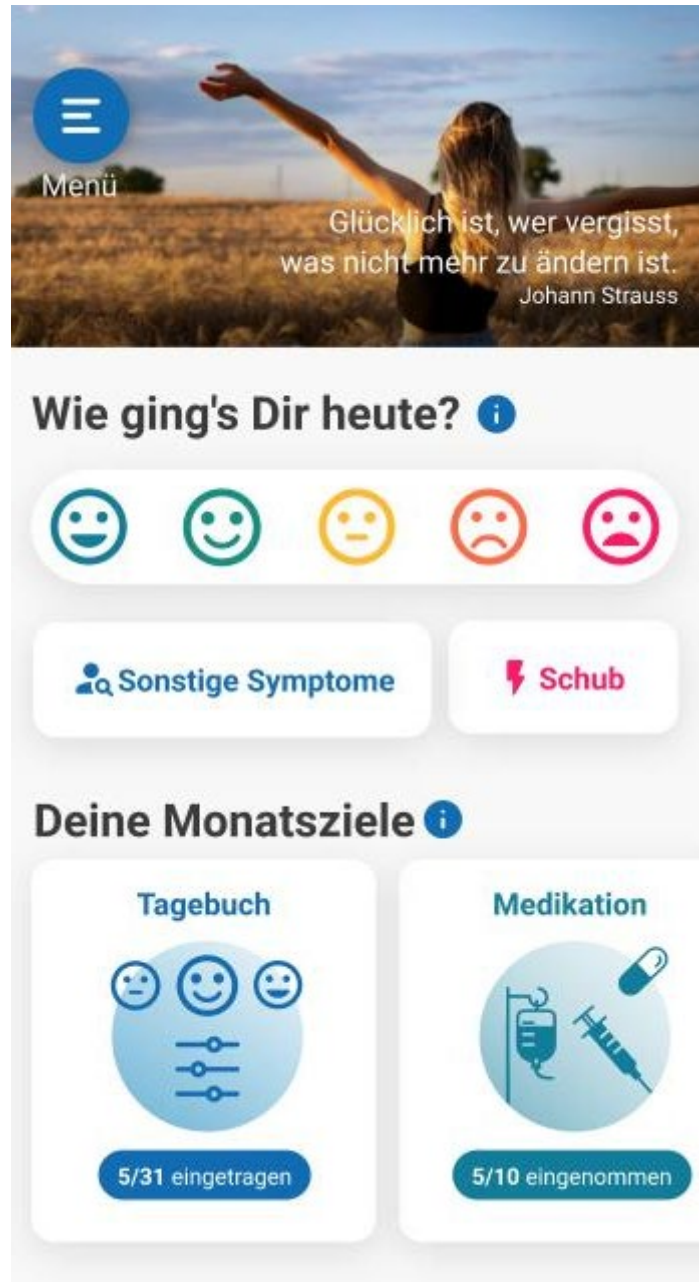 Menü
Glücklich ist, wer vergisst,
was nicht mehr zu ändern ist.
Johann Strauss
Wie ging's Dir heute?
Sonstige Symptome
Schub
Deine Monatsziele
Tagebuch
Medikation
5/31 eingetragen
5/10 eingenommen